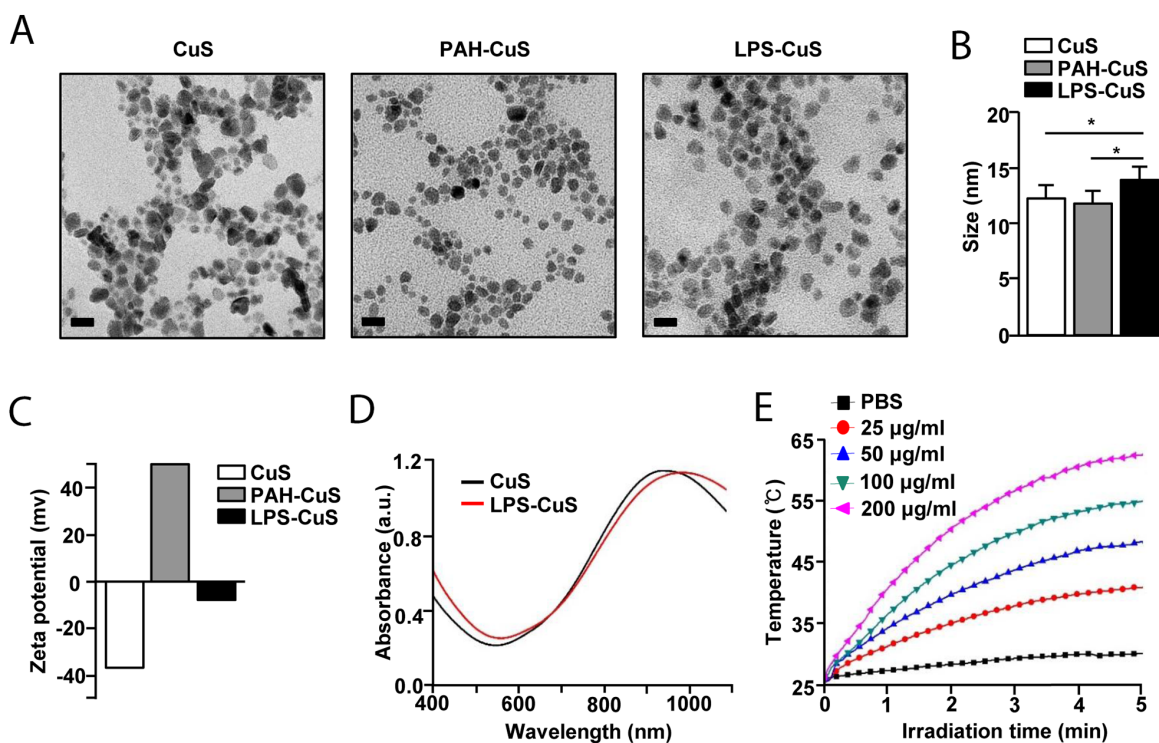 A
CuS
PAH-CuS
LPS-CuS
B
CuS
PAH-CuS
LPS-CuS
Size (nm)
20
15
10
5
0
*
*
C
Zeta potential (mv)
40
20
0
-20
-40
CuS
PAH-CuS
LPS-CuS
D
Absorbance (a.u.)
1.2
0.8
0.4
0.0
CuS
LPS-CuS
400
600
800
1000
Wavelength (nm)
E
PBS
25 μg/ml
50 μg/ml
100 μg/ml
200 μg/ml
Temperature (℃)
65
55
45
35
25
0
1
2
3
4
5
Irradiation time (min)